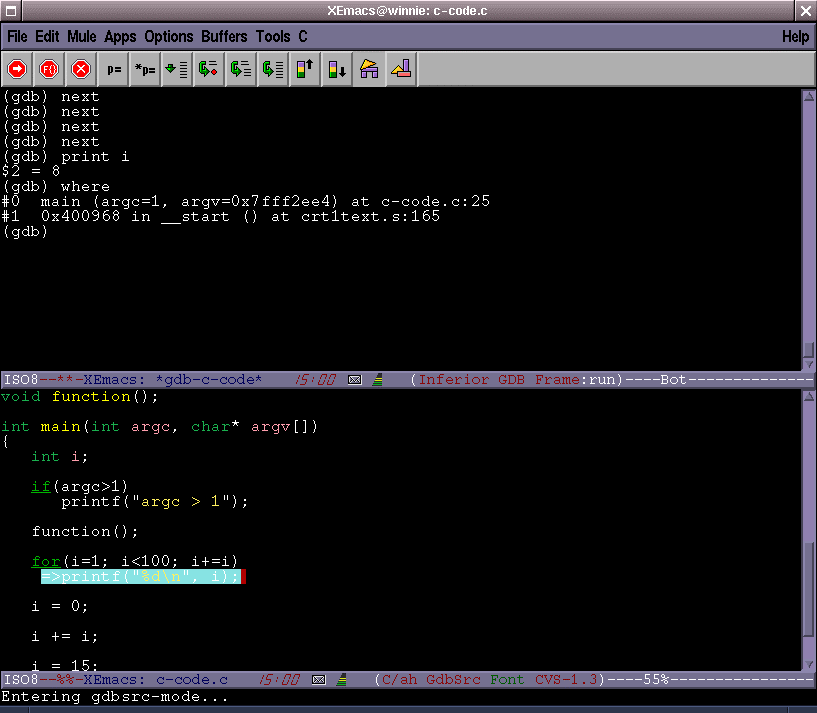 XEmacs@winnie: c-code.c
File Edit Mule Apps Options Buffers Tools C Help
F() p= *p=
(gdb) next
(gdb) next
(gdb) next
(gdb) next
(gdb) print i
$2 = 8
(gdb) where
#0  main (argc=1, argv=0x7fff2ee4) at c-code.c:25
#1  0x400968 in __start () at crt1text.s:165
(gdb)
ISO8--**-XEmacs: *gdb-c-code* 15:00 (Inferior GDB Frame:run)----Bot--------------
void function();
int main(int argc, char* argv[])
{
int i;
if(argc>1)
printf("argc > 1");
function();
for(i=1; i<100; i+=i)
=>printf("%d\n", i);
i = 0;
i += i;
i = 15;
ISO8--%%-XEmacs: c-code.c 15:00 (C/ah GdbSrc Font CVS-1.3)----55%----------------
Entering gdbsrc-mode...